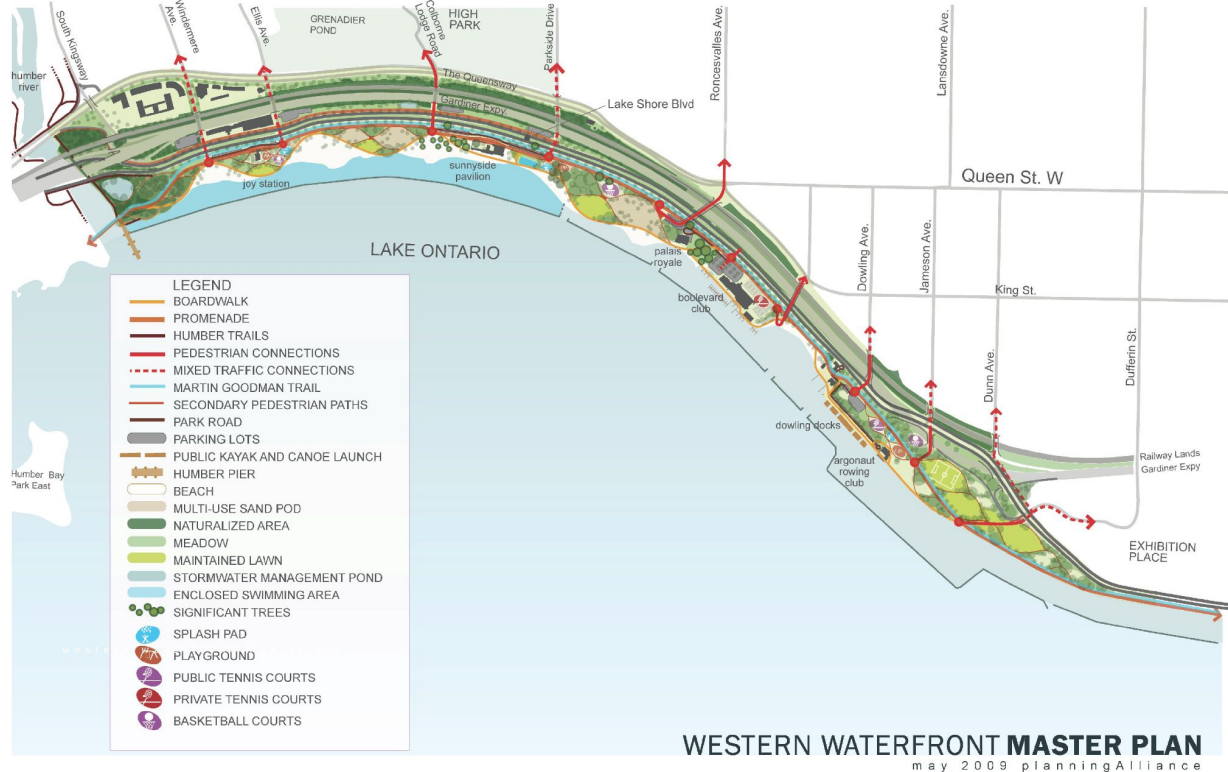 South Kingsway
Windermere
Ave.
Ellis Ave.
GRENADIER
POND
Colborne
Lodge Road
HIGH
PARK
Parkside Drive
Roncesvalles Ave.
Lansdowne Ave.
humber
river
The Queensway
Gardiner Expy.
Lake Shore Blvd
joy station
sunnyside
pavilion
Queen St. W
LAKE ONTARIO
palais
royale
Dowling Ave.
Jameson Ave.
King St.
boulevard
club
Dunn Ave.
Dufferin St.
dowling docks
argonaut
rowing
club
Railway Lands
Gardiner Expy
EXHIBITION
PLACE
Humber Bay
Park East
LEGEND
BOARDWALK
PROMENADE
HUMBER TRAILS
PEDESTRIAN CONNECTIONS
MIXED TRAFFIC CONNECTIONS
MARTIN GOODMAN TRAIL
SECONDARY PEDESTRIAN PATHS
PARK ROAD
PARKING LOTS
PUBLIC KAYAK AND CANOE LAUNCH
HUMBER PIER
BEACH
MULTI-USE SAND POD
NATURALIZED AREA
MEADOW
MAINTAINED LAWN
STORMWATER MANAGEMENT POND
ENCLOSED SWIMMING AREA
SIGNIFICANT TREES
SPLASH PAD
PLAYGROUND
PUBLIC TENNIS COURTS
PRIVATE TENNIS COURTS
BASKETBALL COURTS
WESTERN WATERFRONT MASTER PLAN
may 2009 planningAlliance